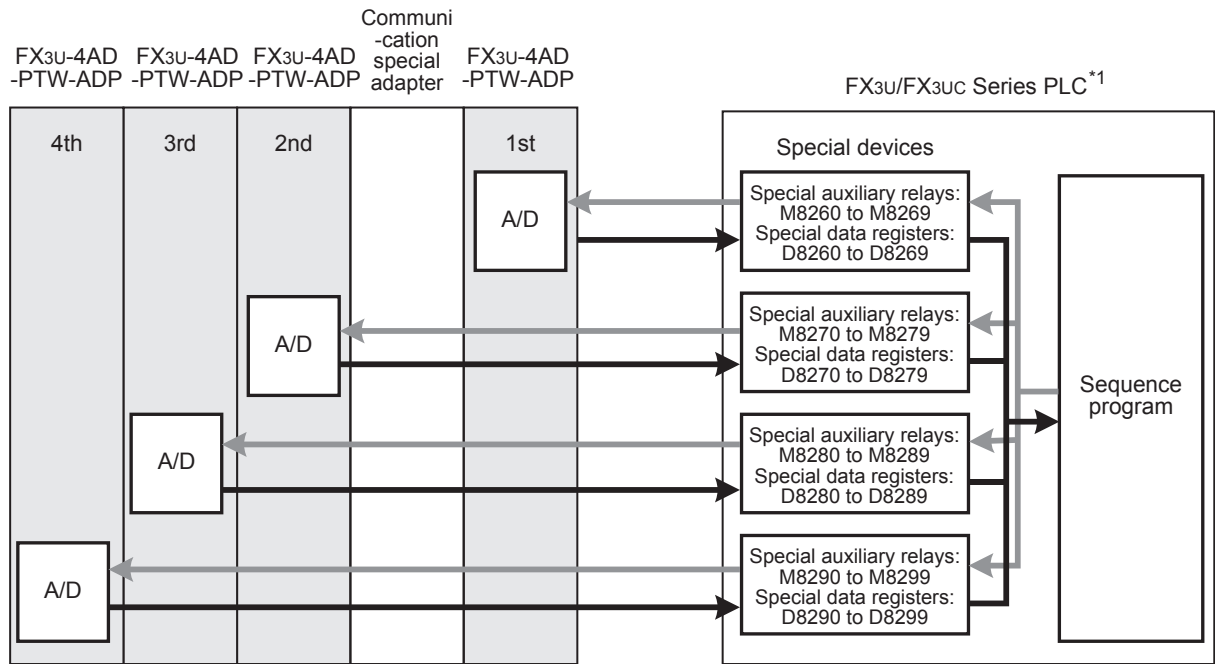 FX3U-4AD
-PTW-ADP
FX3U-4AD
-PTW-ADP
FX3U-4AD
-PTW-ADP
Communi
-cation
special
adapter
FX3U-4AD
-PTW-ADP
FX3U/FX3UC Series PLC*1
4th
3rd
2nd
1st
Special devices
A/D
Special auxiliary relays:
M8260 to M8269
Special data registers:
D8260 to D8269
A/D
Special auxiliary relays:
M8270 to M8279
Special data registers:
D8270 to D8279
Sequence
program
A/D
Special auxiliary relays:
M8280 to M8289
Special data registers:
D8280 to D8289
A/D
Special auxiliary relays:
M8290 to M8299
Special data registers:
D8290 to D8299